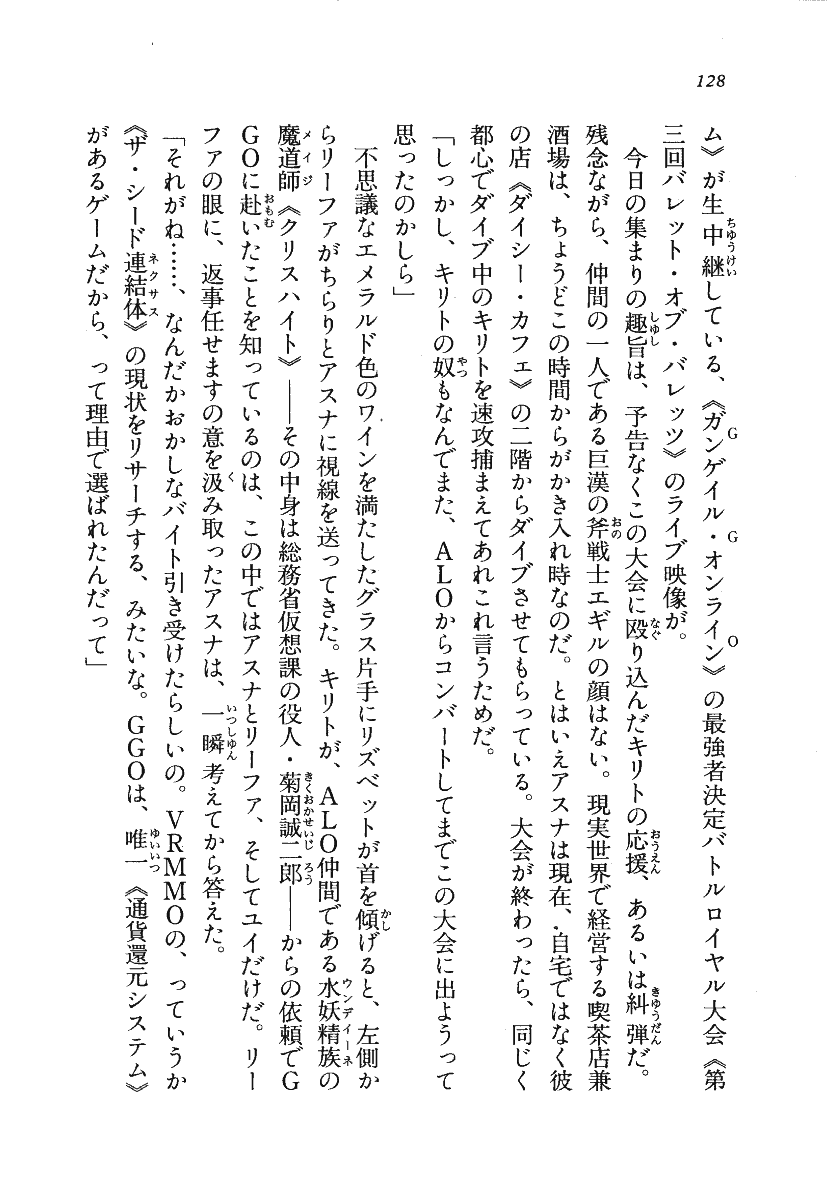 128
ム》が生中継している、《ガンゲイル・オンライン》の最強者決定バトルロイヤル大会《第
三回バレット・オブ・バレッツ》のライブ映像が。
今日の集まりの趣旨は、予告なくこの大会に殴り込んだキリトの応援、あるいは糾弾だ。
残念ながら、仲間の一人である巨漢の斧戦士エギルの顔はない。現実世界で経営する喫茶店兼
酒場は、ちょうどこの時間からがかき入れ時なのだ。とはいえアスナは現在、自宅ではなく彼
の店《ダイシー・カフェ》の二階からダイブさせてもらっている。大会が終わったら、同じく
都心でダイブ中のキリトを速攻捕まえてあれこれ言うためだ。
「しっかし、キリトの奴もなんでまた、ALOからコンバートしてまでこの大会に出ようって
思ったのかしら」
不思議なエメラルド色のワインを満たしたグラス片手にリズベットが首を傾げると、左側か
らリーファがちらりとアスナに視線を送ってきた。キリトが、ALO仲間である水妖精族の
魔道師《クリスハイト》――その中身は総務省仮想課の役人・菊岡誠二郎――からの依頼でG
GOに赴いたことを知っているのは、この中ではアスナとリーファ、そしてユイだけだ。リー
ファの眼に、返事任せますの意を汲み取ったアスナは、一瞬考えてから答えた。
「それがね……、なんだかおかしなバイト引き受けたらしいの。VRMMOの、っていうか
《ザ・シード連結体》の現状をリサーチする、みたいな。GGOは、唯一《通貨還元システム》
があるゲームだから、って理由で選ばれたんだって」